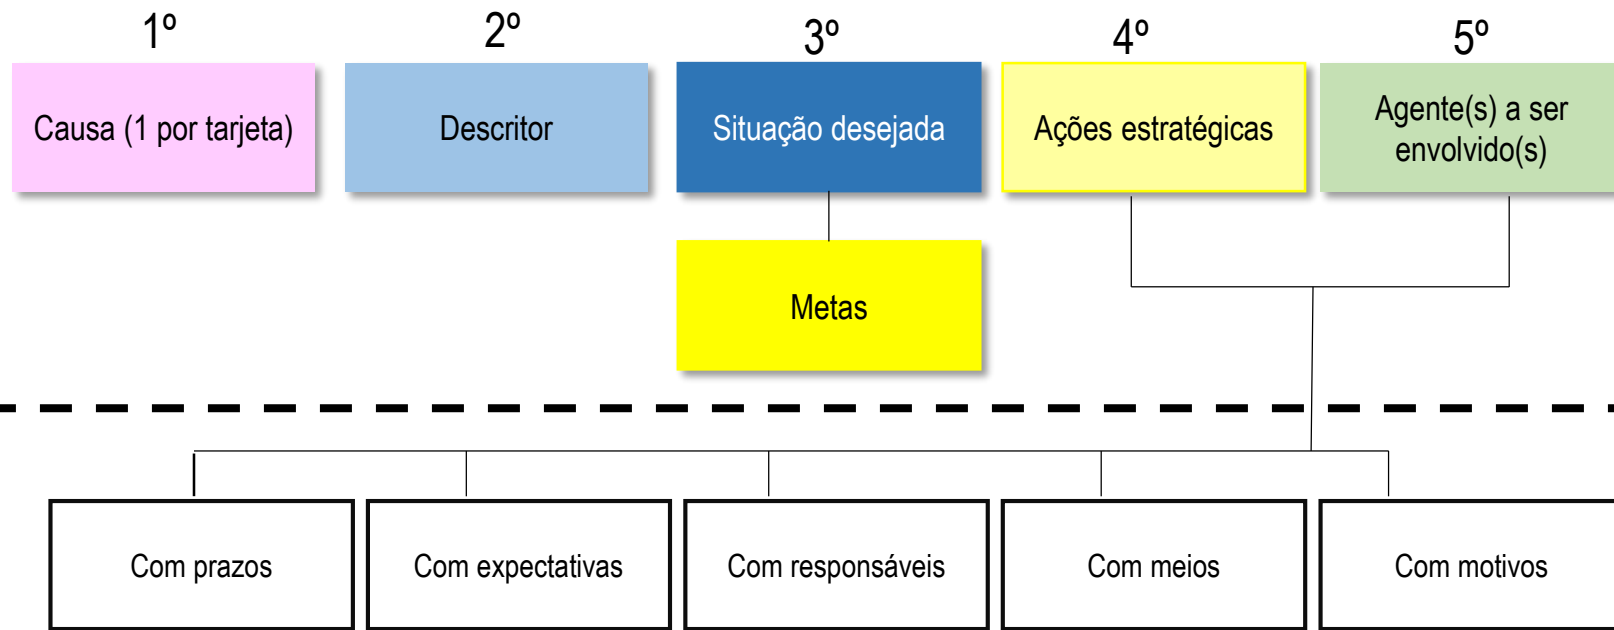 1º
2º
3º
4º
5º
Causa (1 por tarjeta)
Descritor
Situação desejada
Ações estratégicas
Agente(s) a ser
envolvido(s)
Metas
Com prazos
Com expectativas
Com responsáveis
Com meios
Com motivos